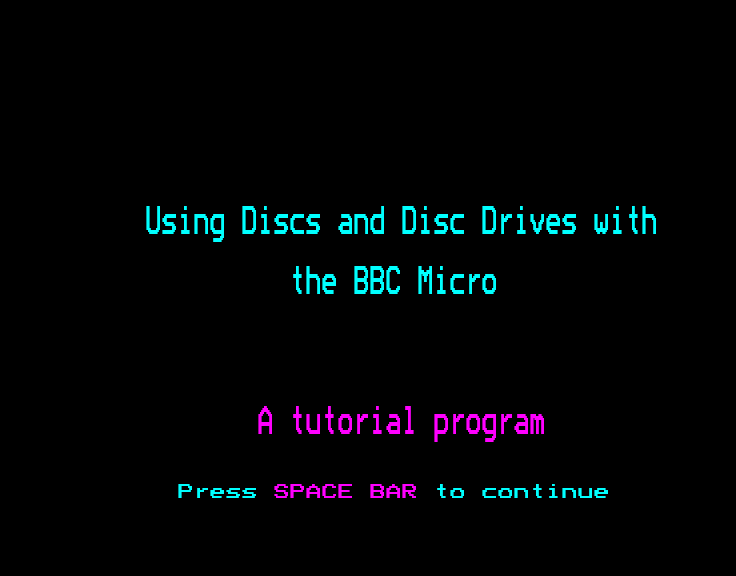 Using Discs and Disc Drives with
the BBC Micro
A tutorial program
Press SPACE BAR to continue